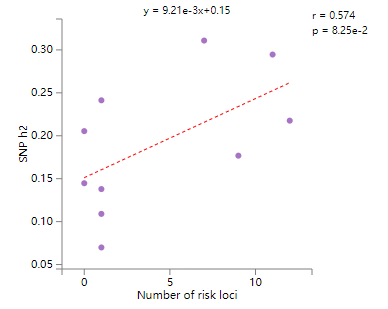 y = 9.21e-3x+0.15
r = 0.574
p = 8.25e-2
0.30
0.25
0.20
0.15
0.10
0.05
SNP h2
0 5 10
Number of risk loci